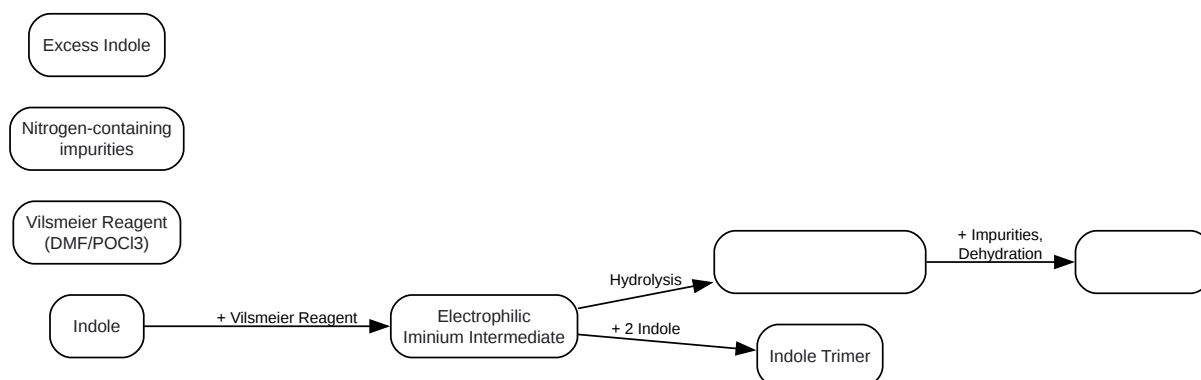 Excess Indole
Nitrogen-containing
impurities
Vilsmeier Reagent
(DMF/POCl3)
Indole
+ Vilsmeier Reagent
Electrophilic
Iminium Intermediate
Hydrolysis
+ 2 Indole
+ Impurities,
Dehydration
Indole Trimer